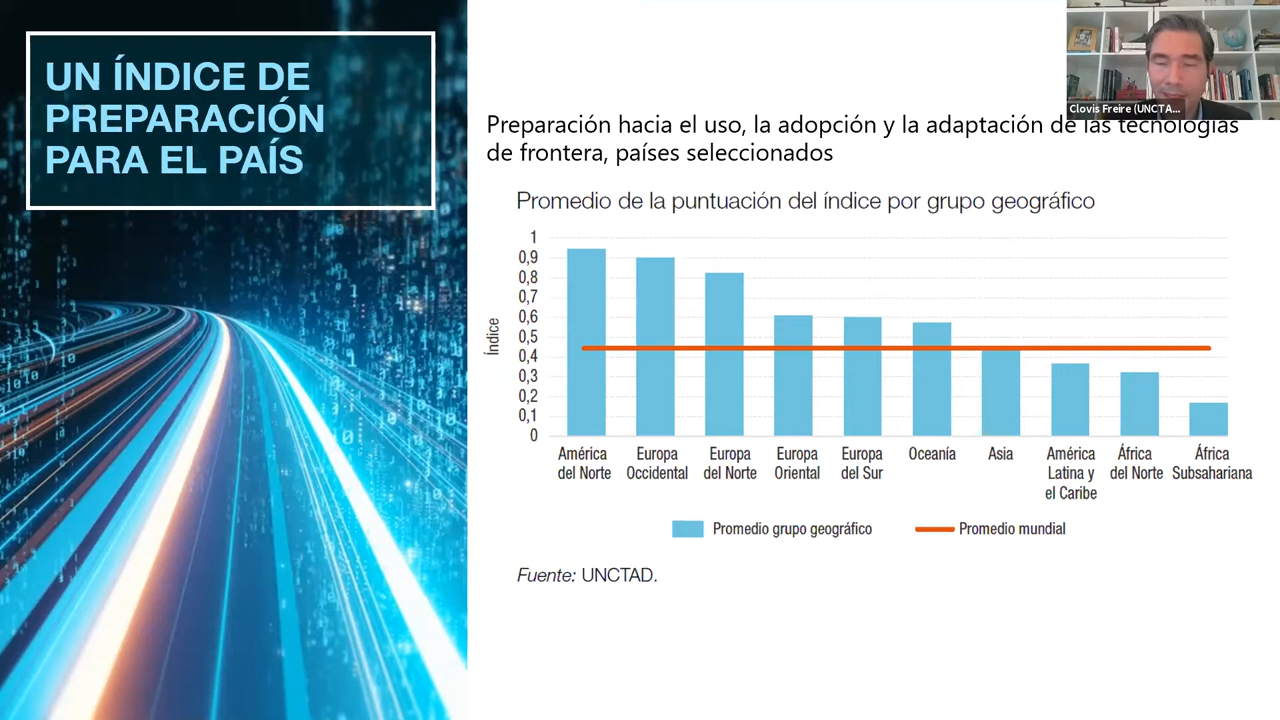 UN ÍNDICE DE
PREPARACIÓN
PARA EL PAÍS
Clovis Freire (UNCTA...
Preparación hacia el uso, la adopción y la adaptación de las tecnologías
de frontera, países seleccionados
Promedio de la puntuación del índice por grupo geográfico
Índice
1
0,9
0,8
0,7
0,6
0,5
0,4
0,3
0,2
0,1
0
América
del Norte
Europa
Occidental
Europa
del Norte
Europa
Oriental
Europa
del Sur
Oceanía
Asia
América
Latina y
el Caribe
África
del Norte
África
Subsahariana
Promedio grupo geográfico
Promedio mundial
Fuente: UNCTAD.